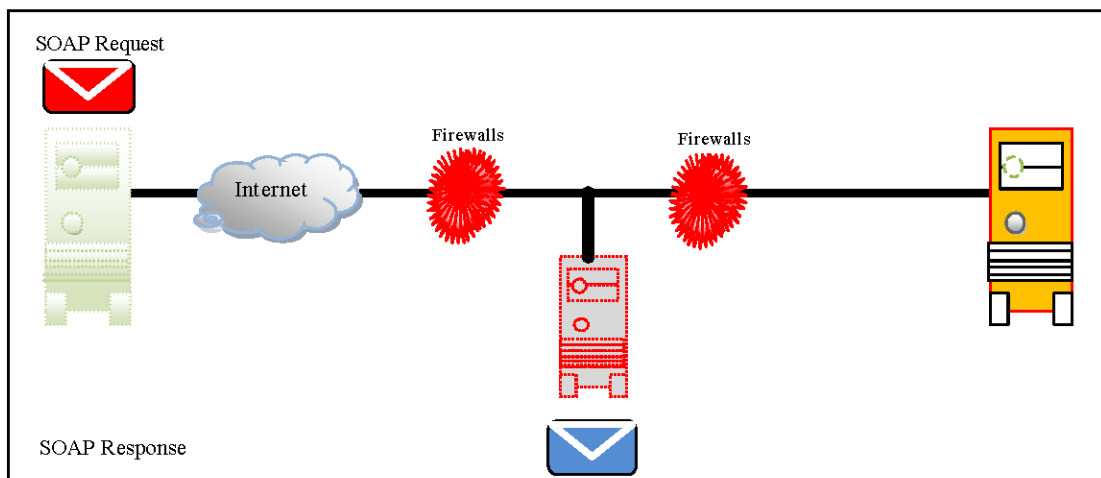 SOAP Request
Firewalls
Firewalls
Internet
SOAP Response